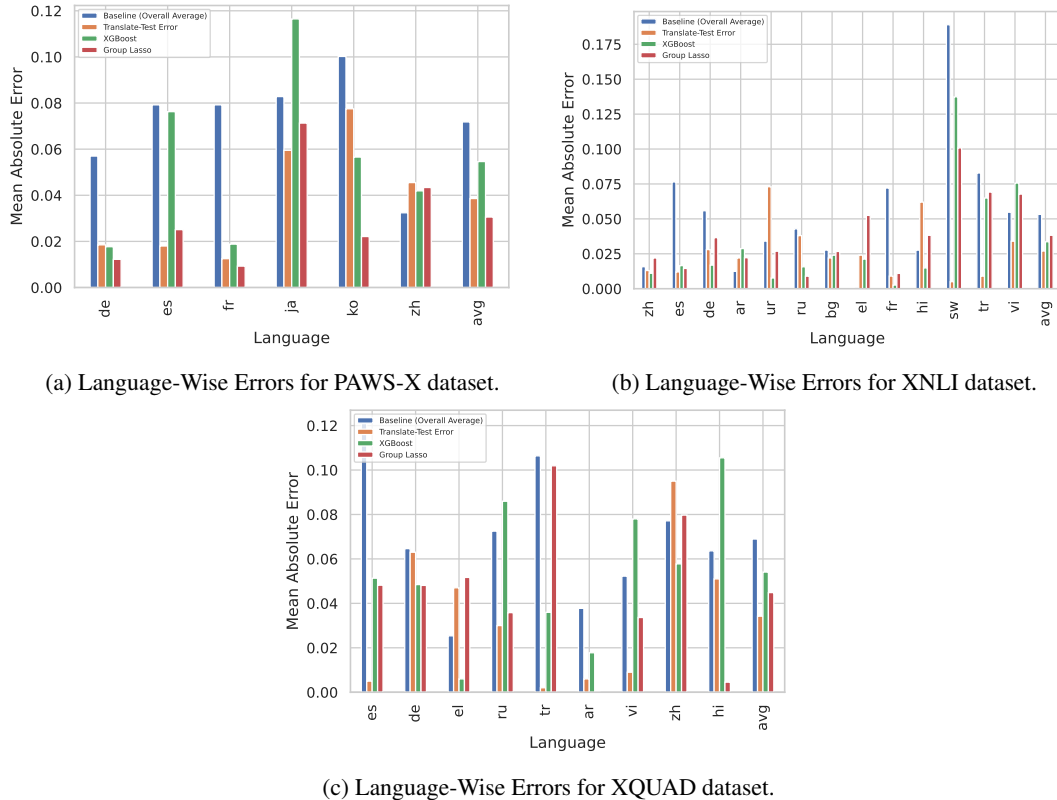 Baseline (Overall Average)
Translate-Test Error
XGBoost
Group Lasso
Mean Absolute Error
0.12
0.10
0.08
0.06
0.04
0.02
0.00
de
es
fr
ja
ko
zh
avg
Language
(a) Language-Wise Errors for PAWS-X dataset.
Baseline (Overall Average)
Translate-Test Error
XGBoost
Group Lasso
Mean Absolute Error
0.175
0.150
0.125
0.100
0.075
0.050
0.025
0.000
zh
es
de
ar
ur
ru
bg
el
fr
hi
sw
tr
vi
avg
Language
(b) Language-Wise Errors for XNLI dataset.
Baseline (Overall Average)
Translate-Test Error
XGBoost
Group Lasso
Mean Absolute Error
0.12
0.10
0.08
0.06
0.04
0.02
0.00
es
de
el
ru
tr
ar
vi
zh
hi
avg
Language
(c) Language-Wise Errors for XQUAD dataset.